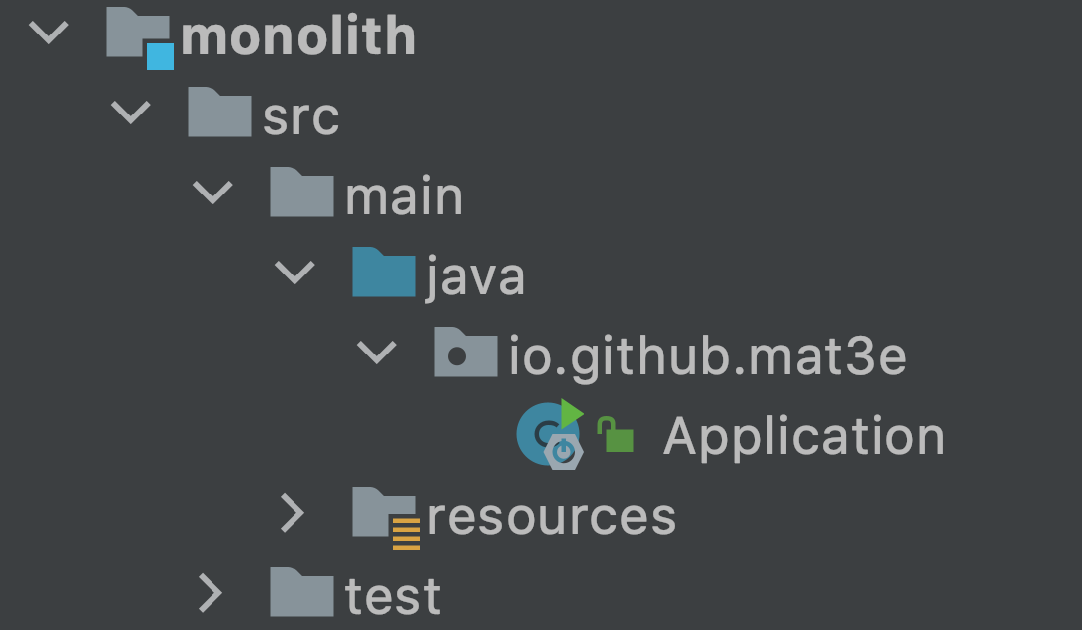 monolith
src
main
java
io.github.mat3e
Application
resources
test